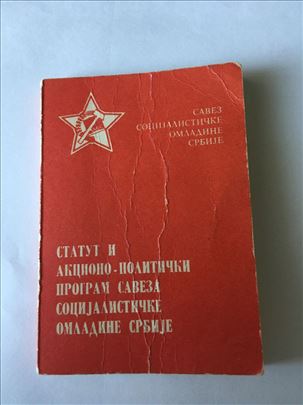 САВЕЗ
СОЦИЈАЛИСТИЧКЕ
ОМЛАДИНЕ
СРБИЈЕ
СТАТУТ И
АКЦИОНО-ПОЛИТИЧКИ
ПРОГРАМ САВЕЗА
СОЦИЈАЛИСТИЧКЕ
ОМЛАДИНЕ СРБИЈЕ